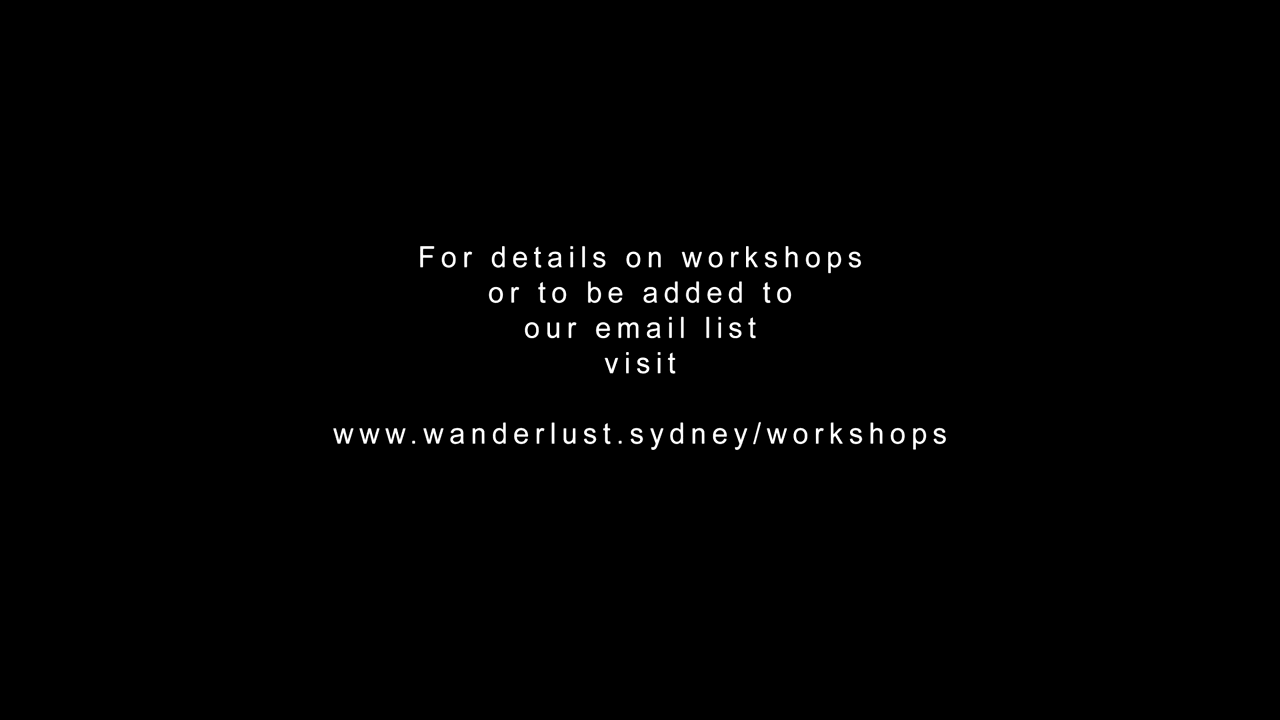 For details on workshops
or to be added to
our email list
visit
www.wanderlust.sydney/workshops